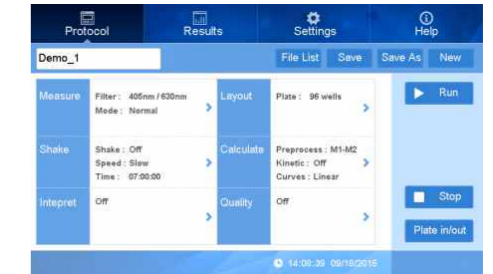 Protocol Results Settings Help
Demo_1 File List Save Save As New
Measure Filter : 405nm / 630nm
Mode : Normal
Layout Plate : 96 wells
Run
Shake Shake : Off
Speed : Slow
Time : 07:00:00
Calculate Preprocess : M1-M2
Kinetic : Off
Curves : Linear
Intepret Off
Quality Off
Stop
Plate in/out
14:08:39 09/18/2015